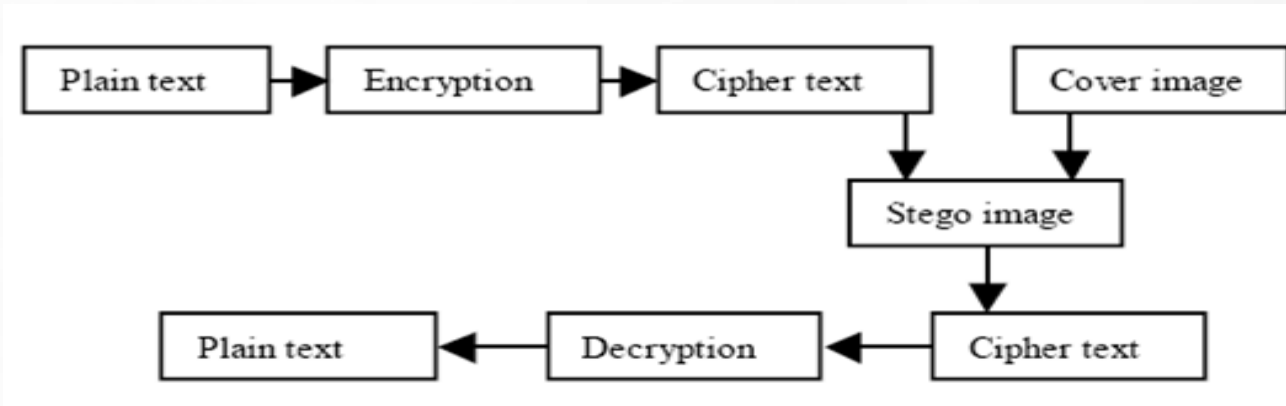 Plain text
Encryption
Cipher text
Cover image
Stego image
Plain text
Decryption
Cipher text